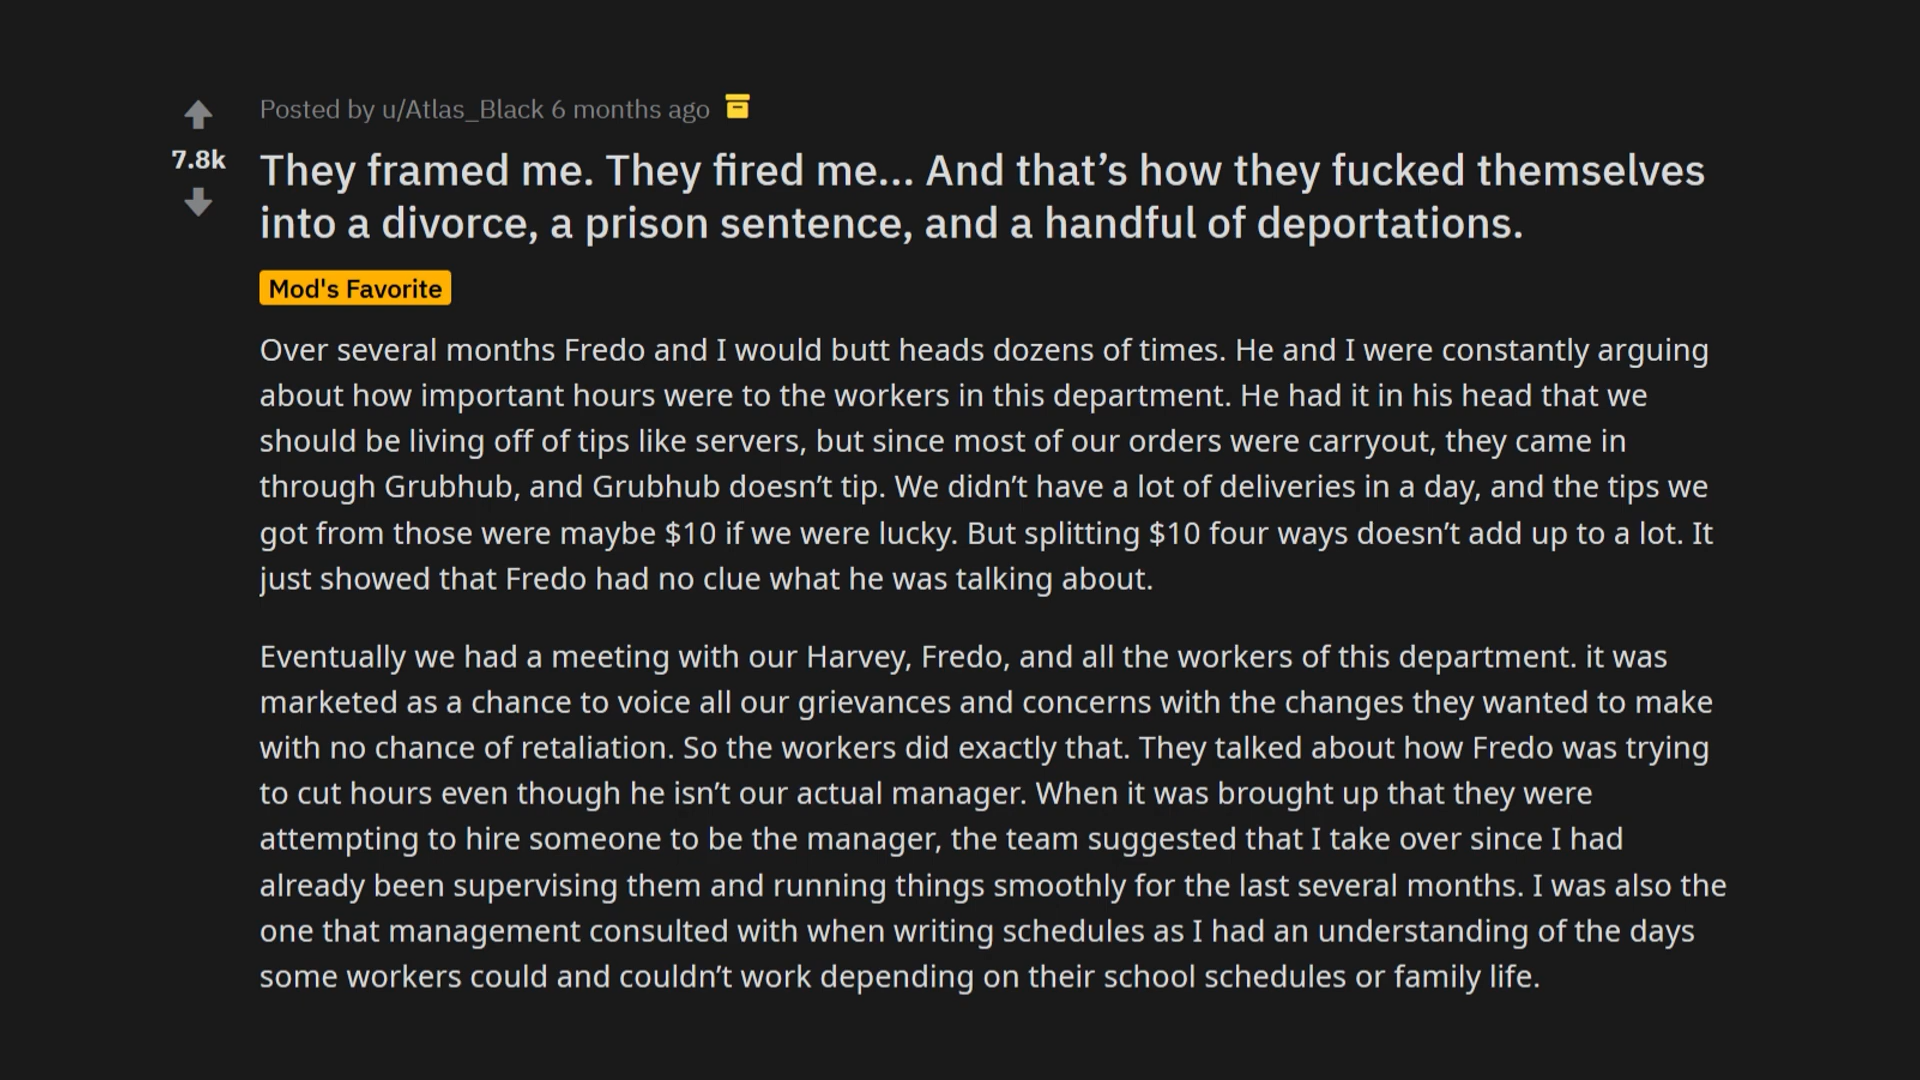 Posted by u/Atlas_Black 6 months ago
7.8k
They framed me. They fired me... And that’s how they fucked themselves
into a divorce, a prison sentence, and a handful of deportations.
Mod's Favorite
Over several months Fredo and I would butt heads dozens of times. He and I were constantly arguing
about how important hours were to the workers in this department. He had it in his head that we
should be living off of tips like servers, but since most of our orders were carryout, they came in
through Grubhub, and Grubhub doesn’t tip. We didn’t have a lot of deliveries in a day, and the tips we
got from those were maybe $10 if we were lucky. But splitting $10 four ways doesn’t add up to a lot. It
just showed that Fredo had no clue what he was talking about.
Eventually we had a meeting with our Harvey, Fredo, and all the workers of this department. it was
marketed as a chance to voice all our grievances and concerns with the changes they wanted to make
with no chance of retaliation. So the workers did exactly that. They talked about how Fredo was trying
to cut hours even though he isn’t our actual manager. When it was brought up that they were
attempting to hire someone to be the manager, the team suggested that I take over since I had
already been supervising them and running things smoothly for the last several months. I was also the
one that management consulted with when writing schedules as I had an understanding of the days
some workers could and couldn’t work depending on their school schedules or family life.